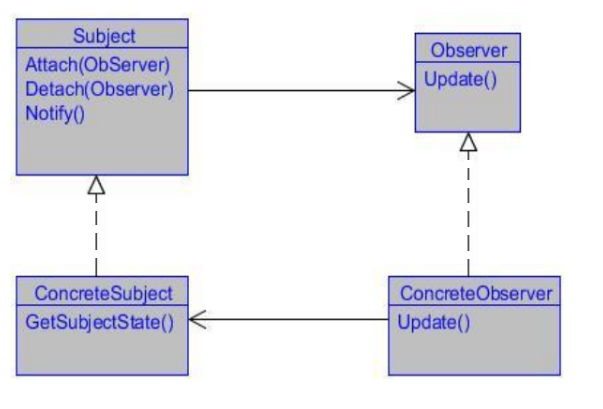 Subject
Attach(ObServer)
Detach(Observer)
Notify()
Observer
Update()
ConcreteSubject
GetSubjectState()
ConcreteObserver
Update()